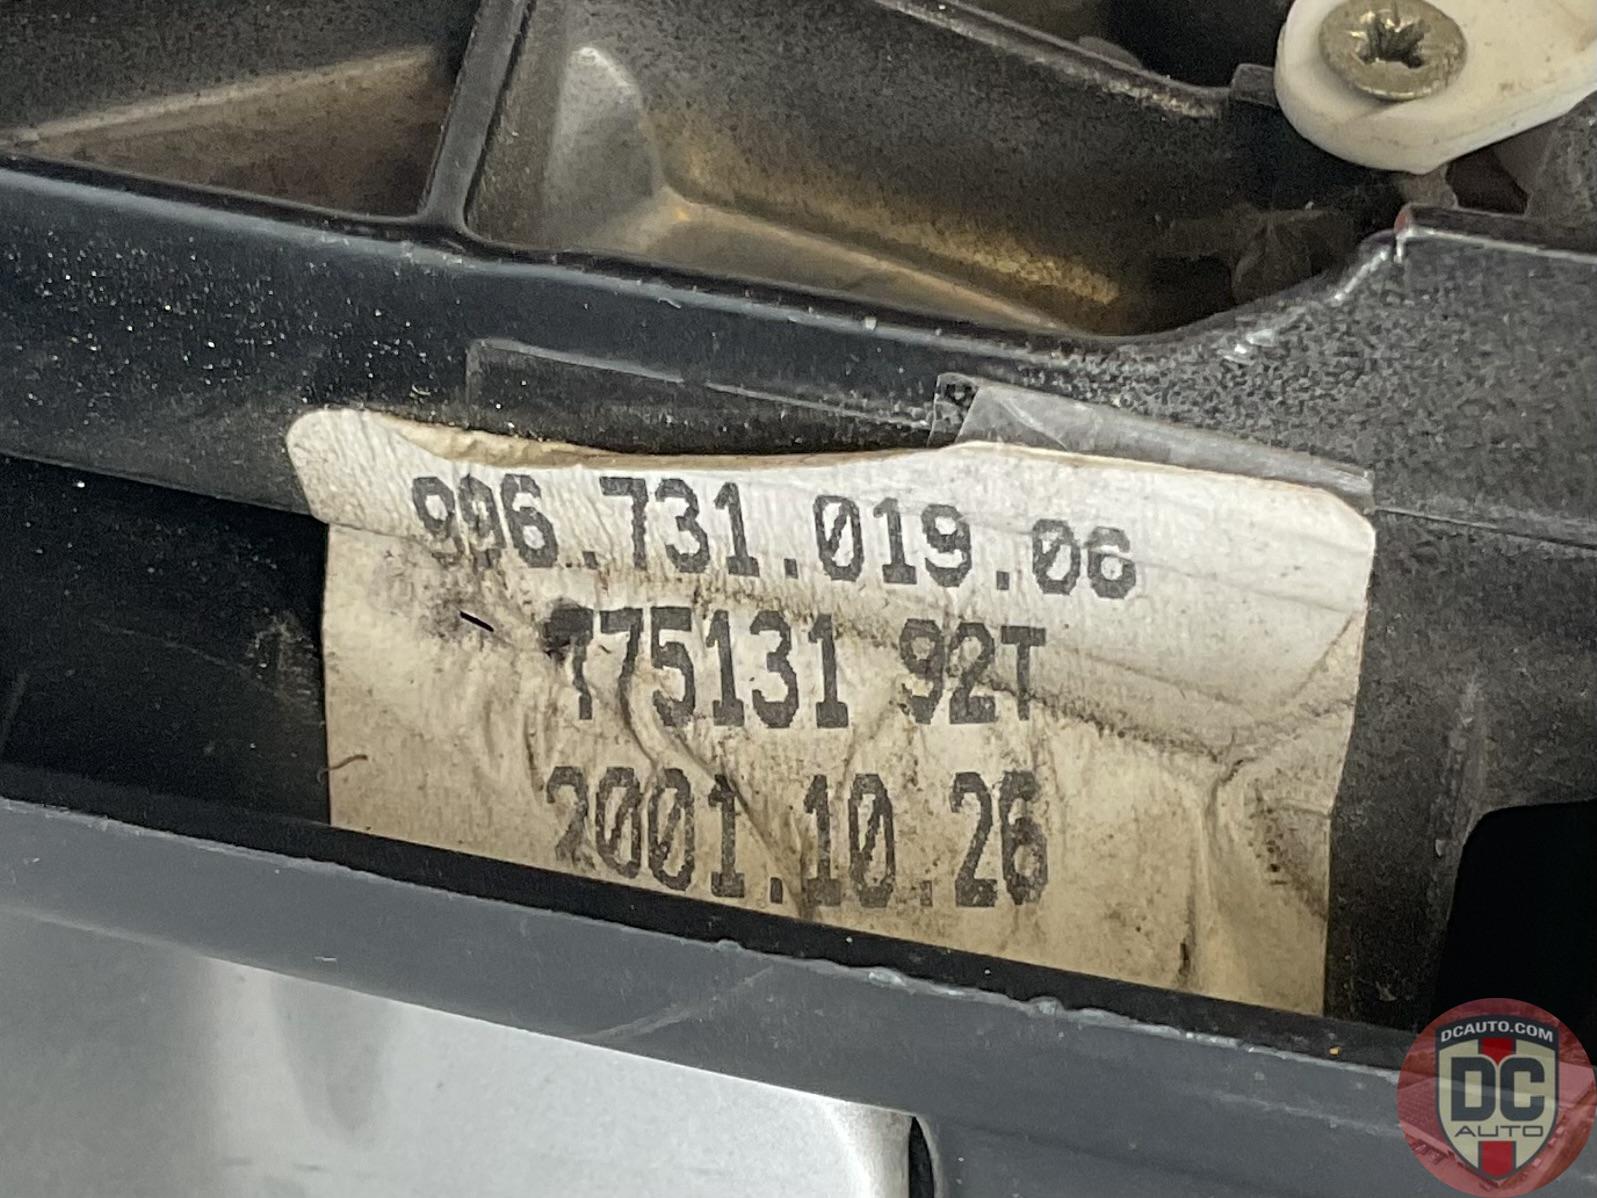 996.731.019.06
775131 92T
2001.10.26
DCAUTO.COM
DC
AUTO